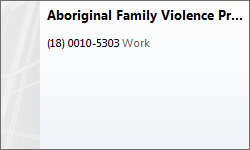 Aboriginal Family Violence Pr...
(18) 0010-5303 Work